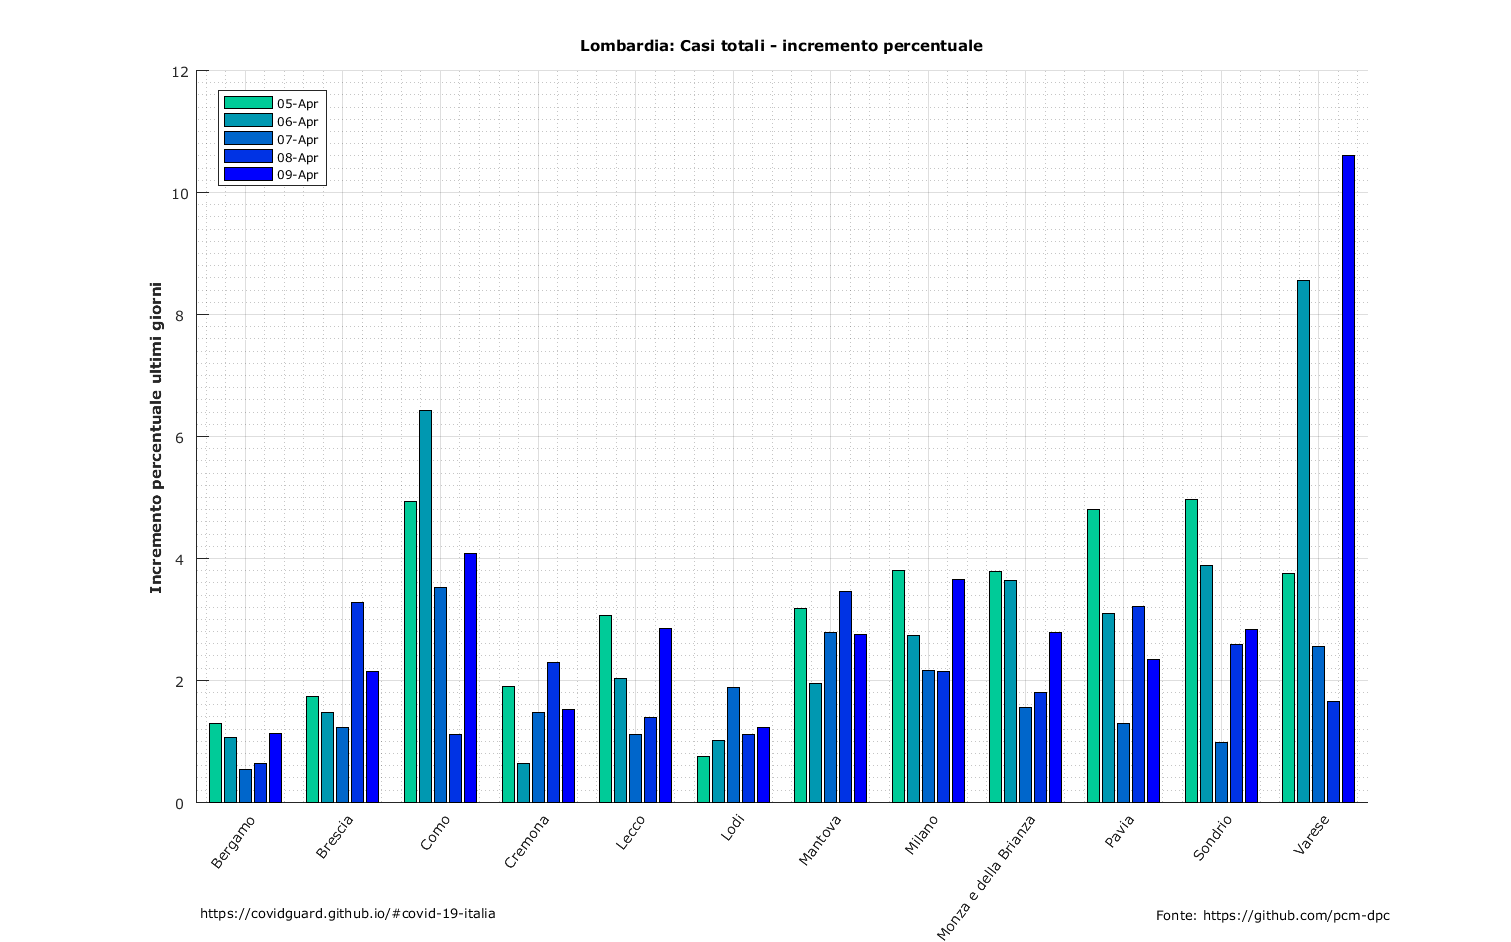 Lombardia: Casi totali - incremento percentuale
12
10
8
6
4
2
0
Incremento percentuale ultimi giorni
05-Apr
06-Apr
07-Apr
08-Apr
09-Apr
Bergamo
Brescia
Como
Cremona
Lecco
Lodi
Mantova
Milano
Monza e della Brianza
Pavia
Sondrio
Varese
https://covidguard.github.io/#covid-19-italia
Fonte: https://github.com/pcm-dpc